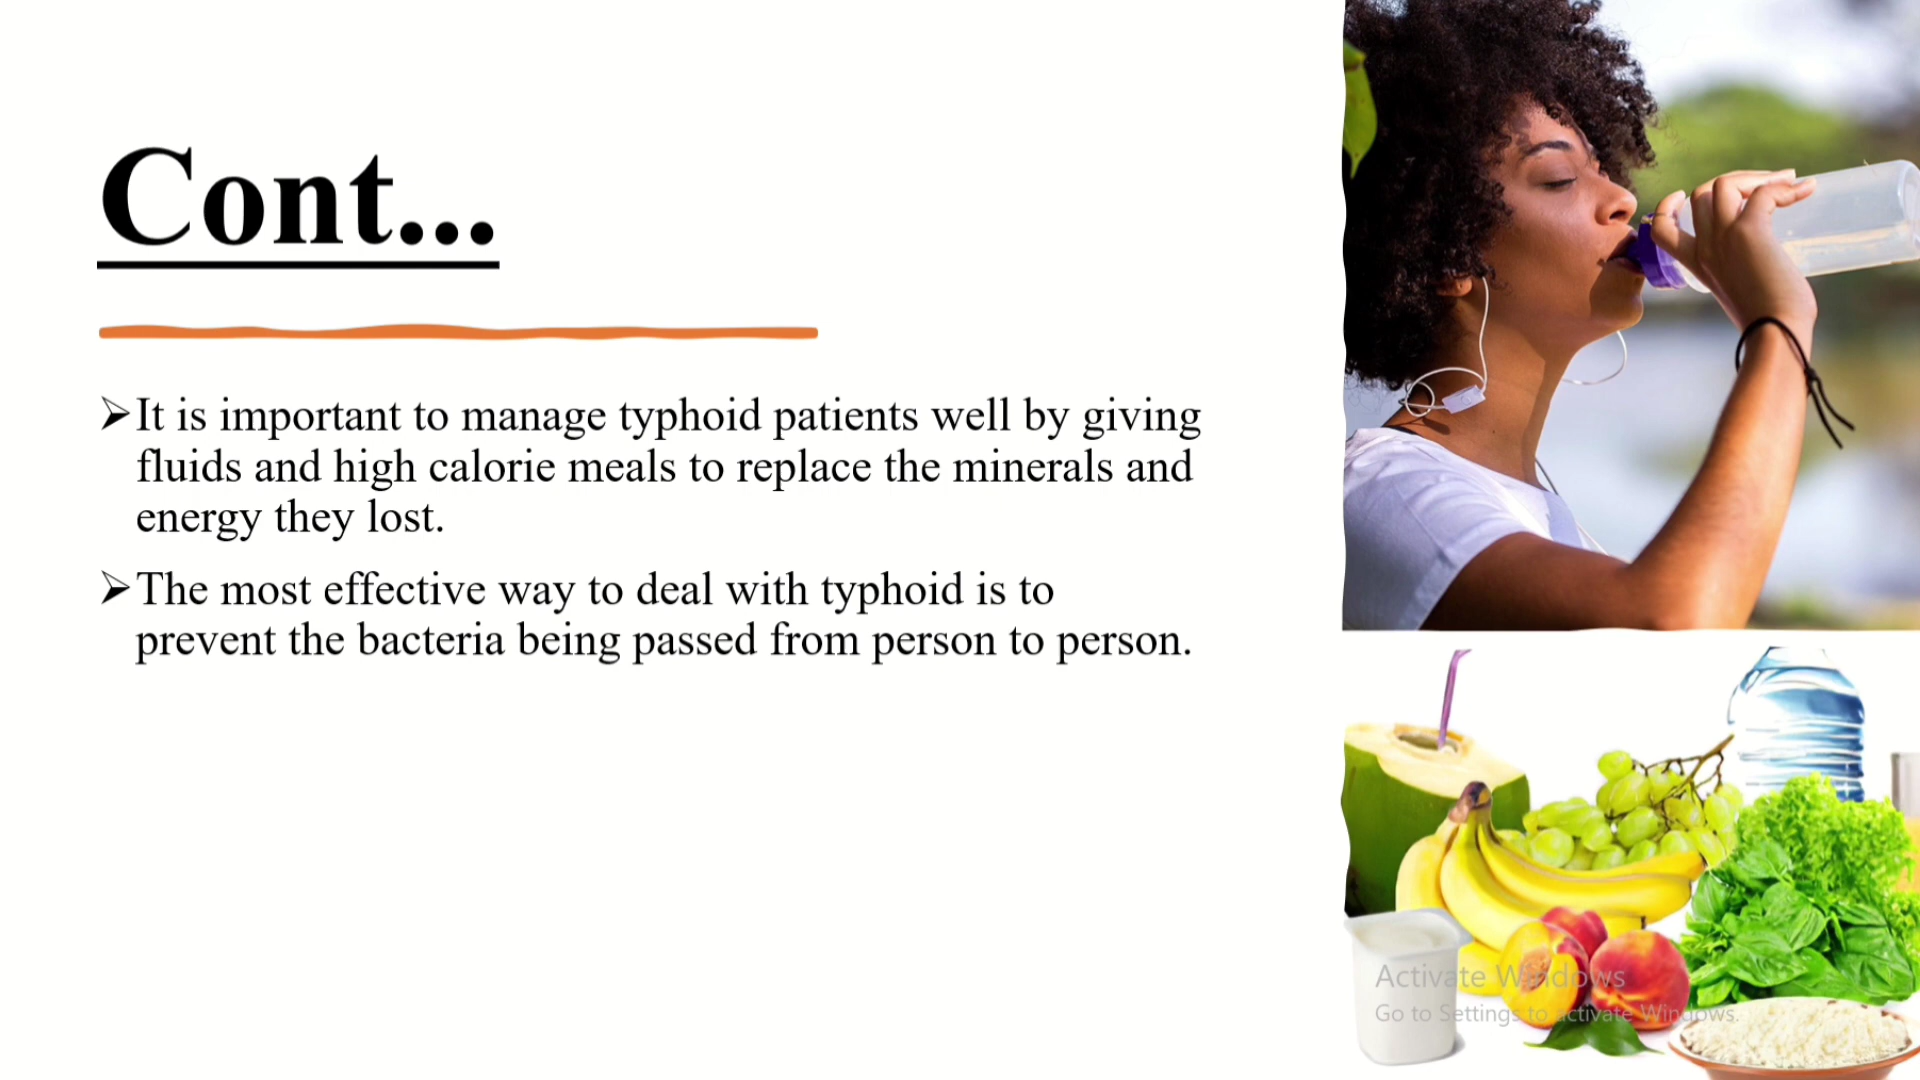 Cont...
➢It is important to manage typhoid patients well by giving
fluids and high calorie meals to replace the minerals and
energy they lost.
➢The most effective way to deal with typhoid is to
prevent the bacteria being passed from person to person.
Activate Windows
Go to Settings to activate Windows.